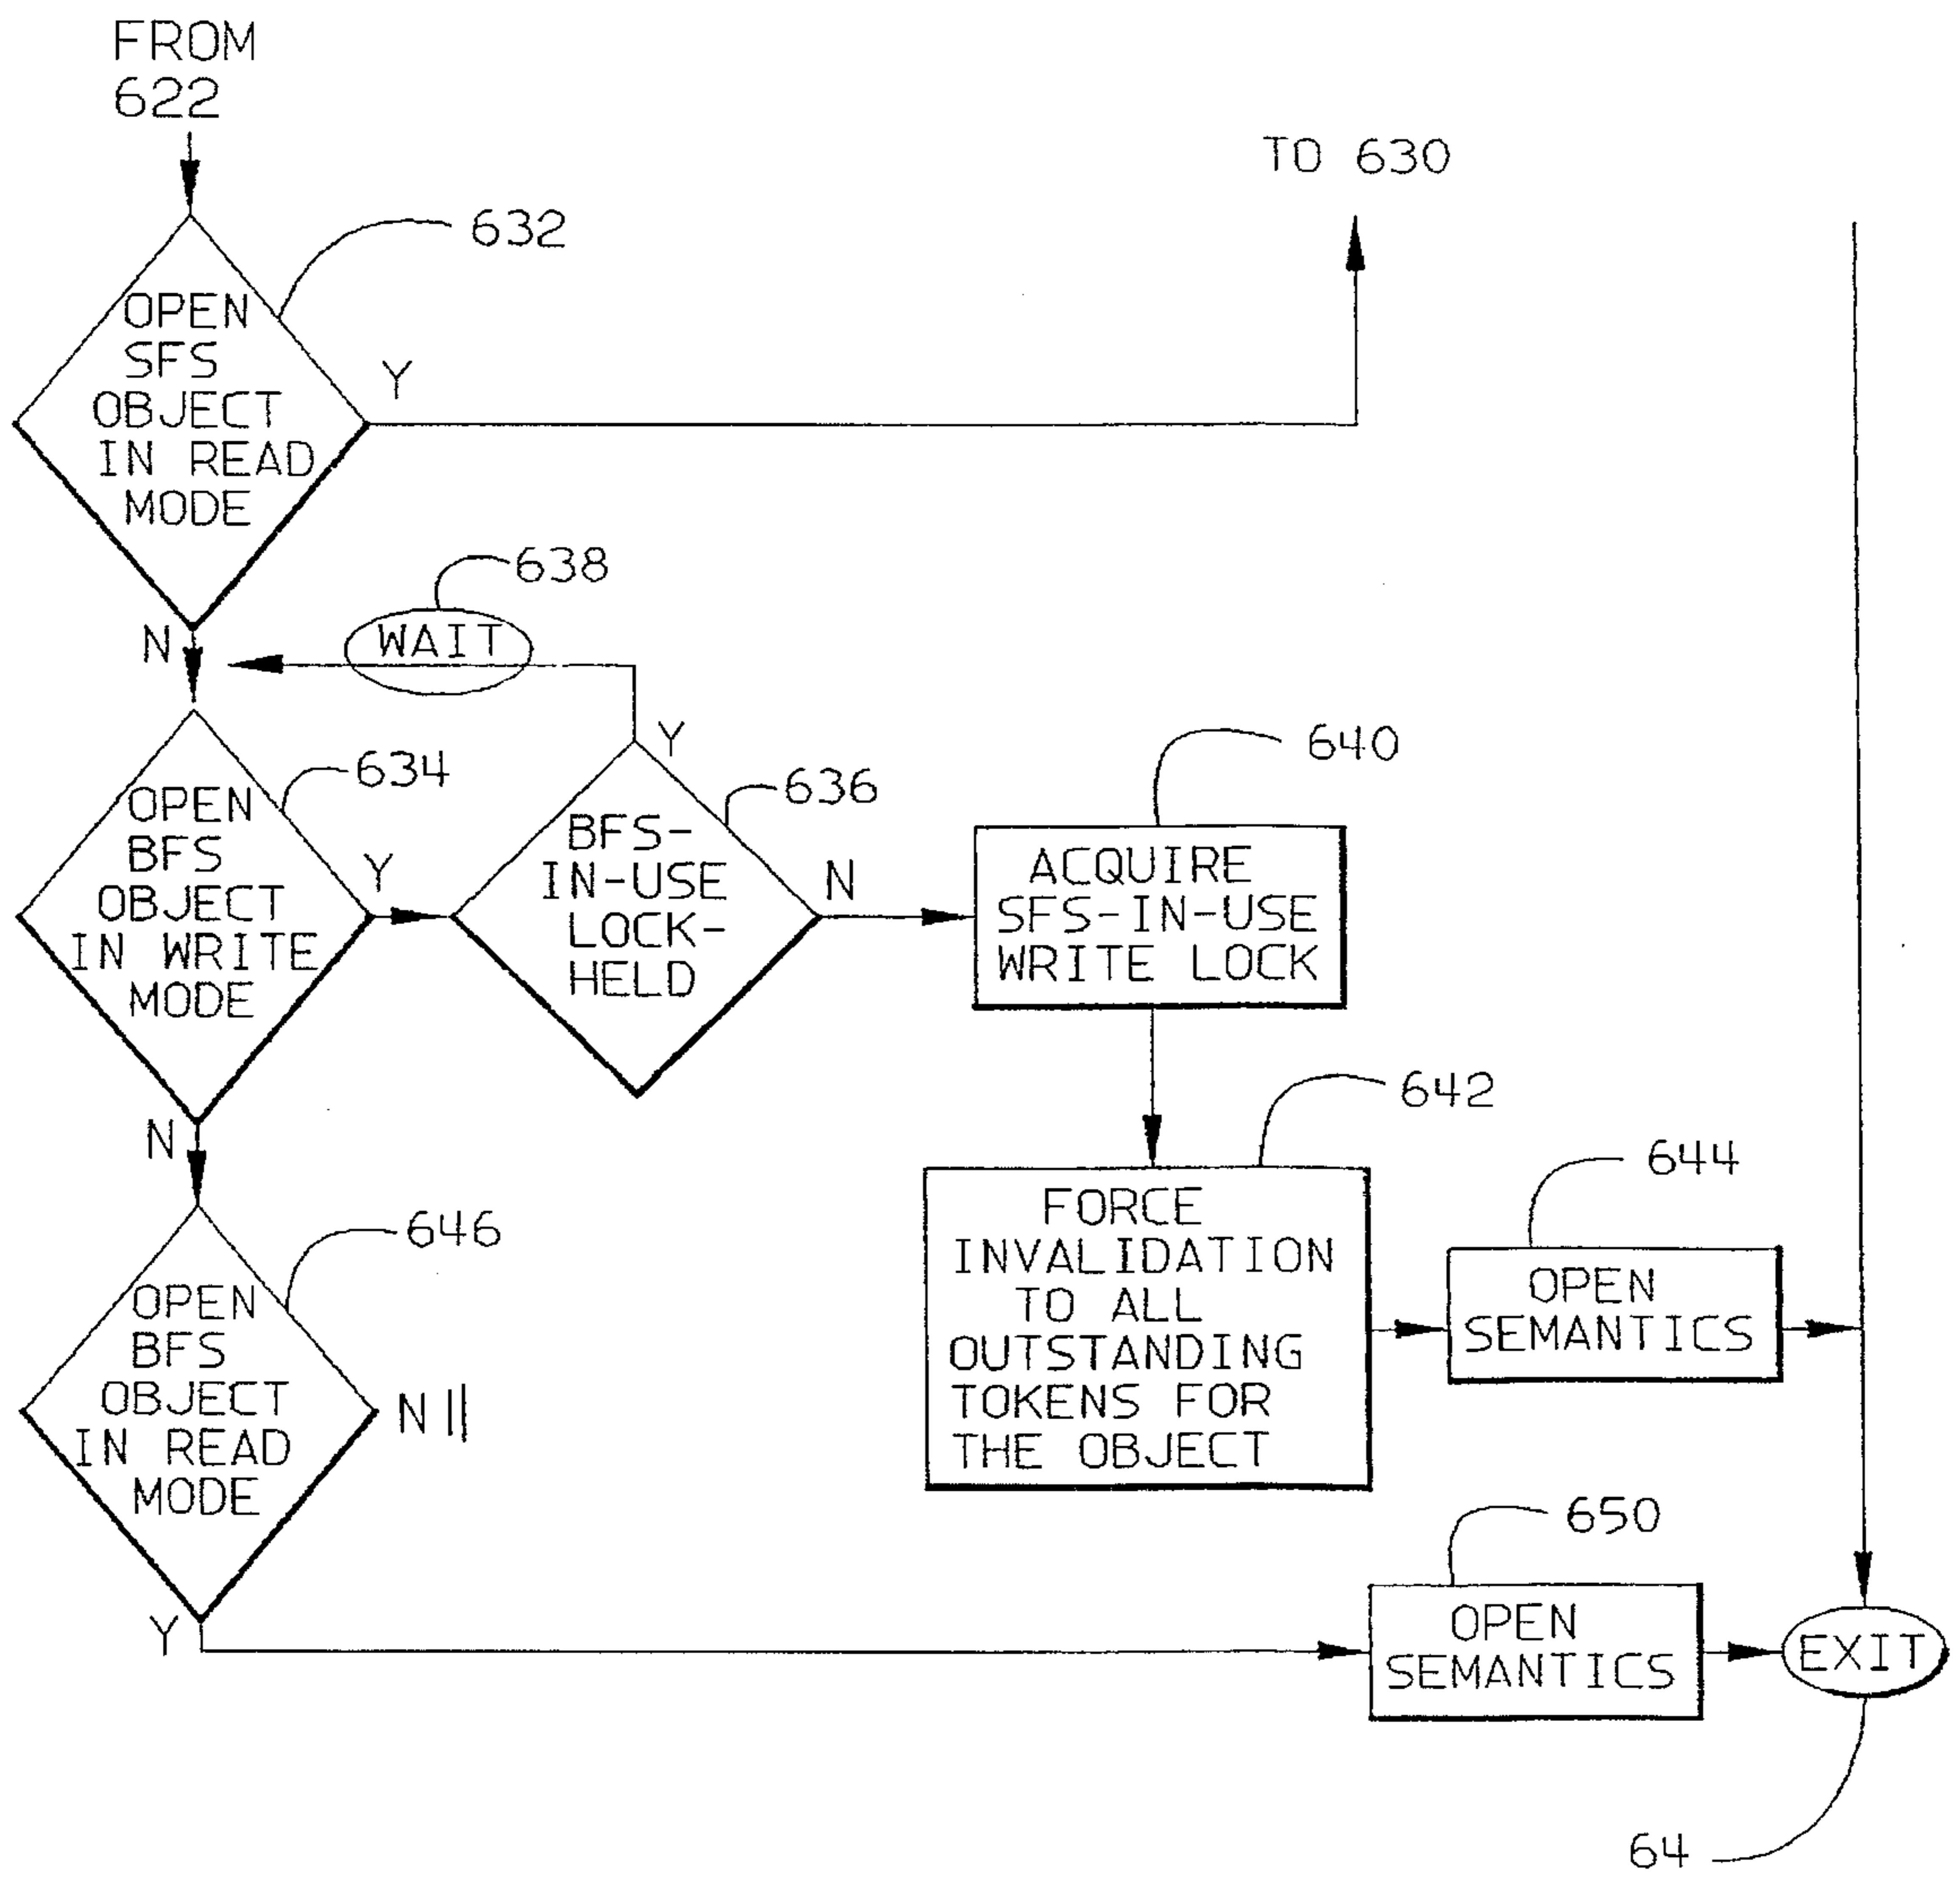 FROM
622
TO 630
632
OPEN
SFS
OBJECT
IN READ
MODE
Y
N
638
WAIT
634
OPEN
BFS
OBJECT
IN WRITE
MODE
Y
N
636
BFS-
IN-USE
LOCK-
HELD
Y
N
640
ACQUIRE
SFS-IN-USE
WRITE LOCK
642
FORCE
INVALIDATION
TO ALL
OUTSTANDING
TOKENS FOR
THE OBJECT
644
OPEN
SEMANTICS
646
OPEN
BFS
OBJECT
IN READ
MODE
N
Y
650
OPEN
SEMANTICS
EXIT
64